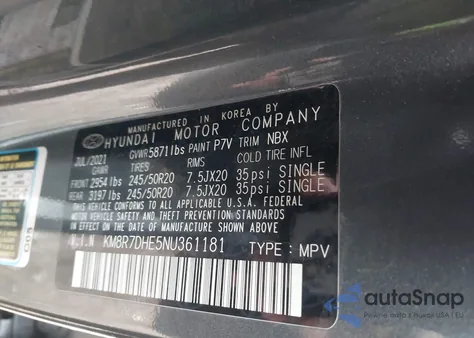 MANUFACTURED IN KOREA BY
HYUNDAI MOTOR COMPANY
JUL/2021 GVWR 5871lbs PAINT P7V TRIM NBX
GAWR TIRES RIMS COLD TIRE INFL
FRONT 2954 lbs 245/50R20 7.5JX20 35psi SINGLE
REAR 3197 lbs 245/50R20 7.5JX20 35psi SINGLE
THIS VEHICLE CONFORMS TO ALL APPLICABLE U.S.A. FEDERAL
MOTOR VEHICLE SAFETY, BUMPER, AND THEFT PREVENTION STANDARDS
IN EFFECT ON THE DATE OF MANUFACTURE SHOWN ABOVE.
V.I.N KM8R7DHE5NU361181 TYPE: MPV
autoSnap